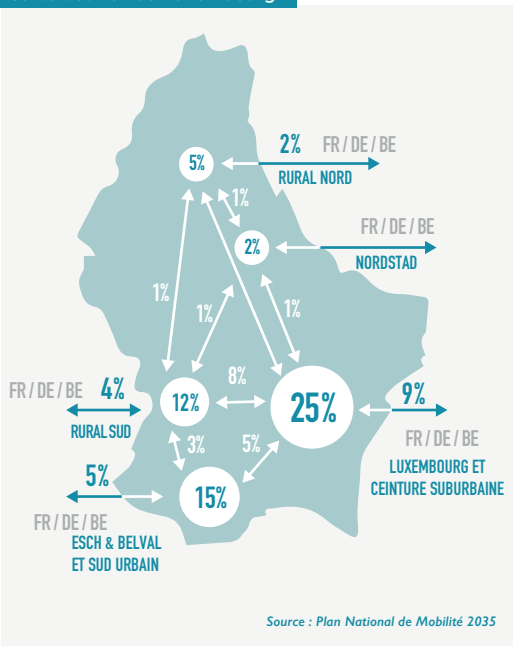 5%
2% FR / DE / BE
RURAL NORD
1%
FR / DE / BE
2%
NORDSTAD
1%
1%
1%
8%
FR / DE / BE 4%
12%
25%
9%
RURAL SUD
3%
5%
FR / DE / BE
5%
LUXEMBOURG ET
CEINTURE SUBURBAINE
15%
FR / DE / BE
ESCH & BELVAL
ET SUD URBAIN
Source : Plan National de Mobilité 2035